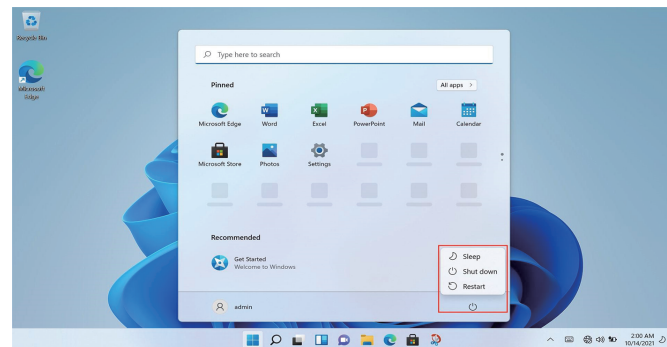 Recycle Bin
Microsoft
Edge
Type here to search
Pinned
All apps >
Microsoft Edge Word Excel PowerPoint Mail Calendar
Microsoft Store Photos Settings
Recommended
Get Started
Welcome to Windows
Sleep
Shut down
Restart
admin
2:00 AM
10/14/2021